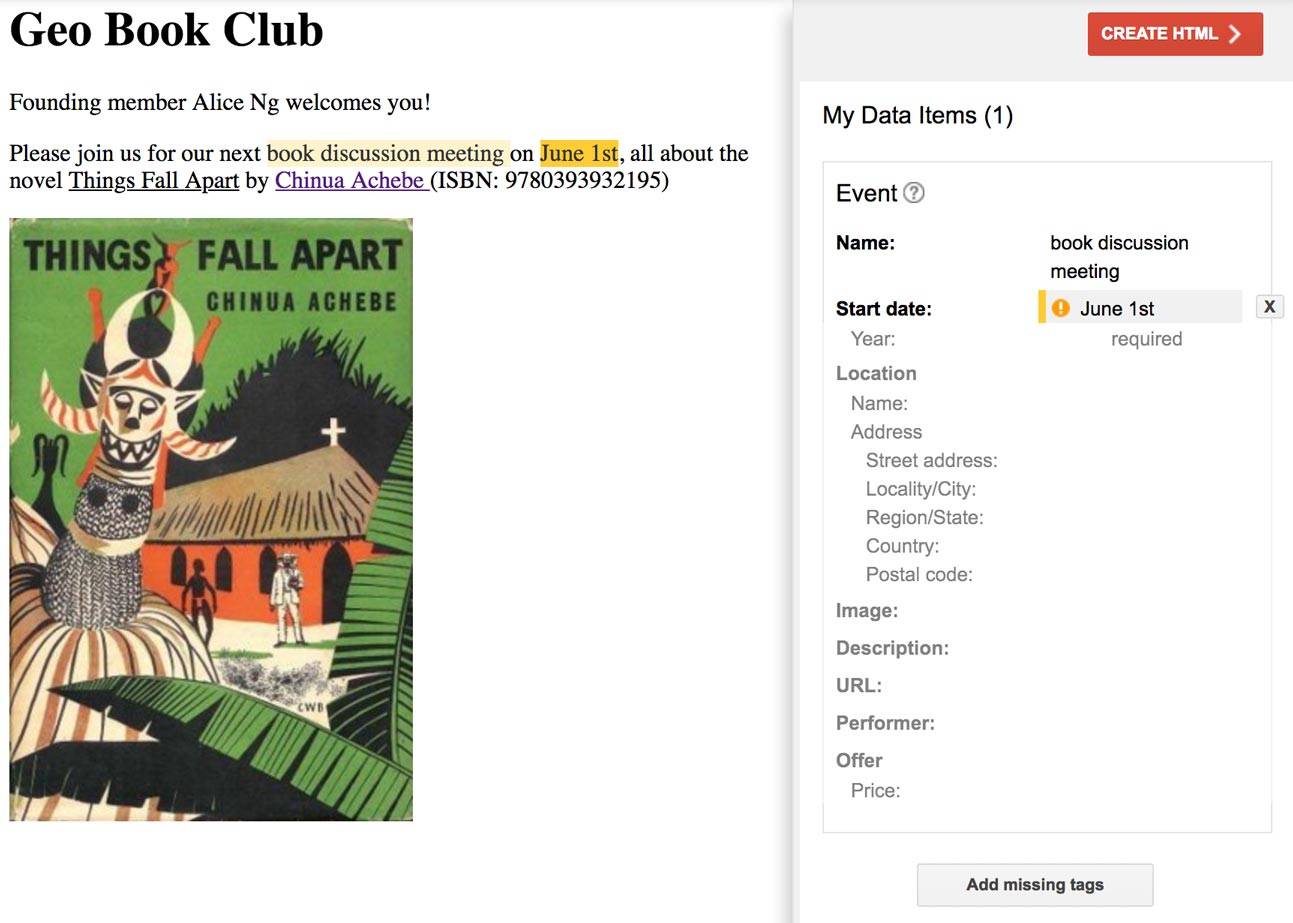 Geo Book Club
Founding member Alice Ng welcomes you!
Please join us for our next book discussion meeting on June 1st, all about the
novel Things Fall Apart by Chinua Achebe (ISBN: 9780393932195)
THINGS FALL APART
CHINUA ACHEBE
CWB
CREATE HTML
My Data Items (1)
Event ?
Name: book discussion
meeting
Start date: ! June 1st X
Year: required
Location
Name:
Address
Street address:
Locality/City:
Region/State:
Country:
Postal code:
Image:
Description:
URL:
Performer:
Offer
Price:
Add missing tags